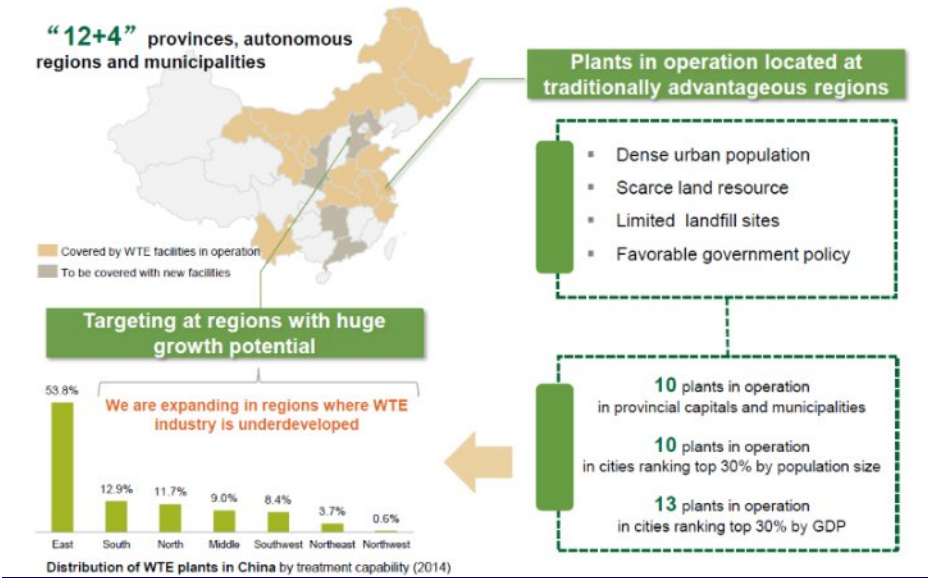 “12+4” provinces, autonomous
regions and municipalities
Covered by WTE facilities in operation
To be covered with new facilities
Plants in operation located at
traditionally advantageous regions
▪ Dense urban population
▪ Scarce land resource
▪ Limited landfill sites
▪ Favorable government policy
10 plants in operation
in provincial capitals and municipalities
10 plants in operation
in cities ranking top 30% by population size
13 plants in operation
in cities ranking top 30% by GDP
Targeting at regions with huge
growth potential
We are expanding in regions where WTE
industry is underdeveloped
53.8%
12.9%
11.7%
9.0%
8.4%
3.7%
0.6%
East South North Middle Southwest Northeast Northwest
Distribution of WTE plants in China by treatment capability (2014)